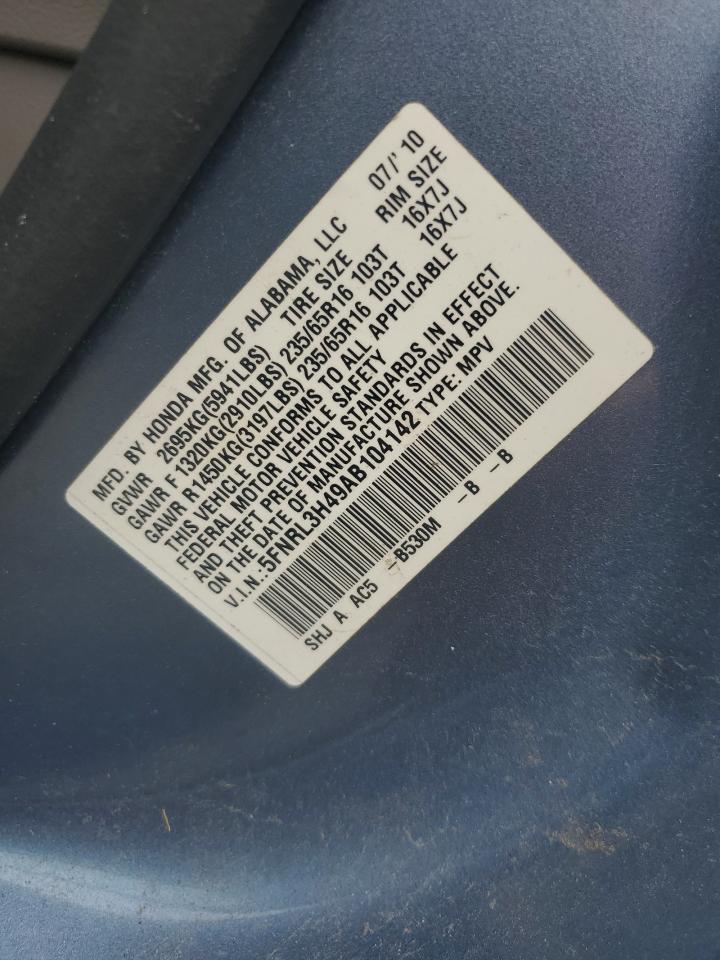 MFD. BY HONDA MFG. OF ALABAMA, LLC 07/'10
GVWR 2695KG(5941LBS) TIRE SIZE RIM SIZE
GAWR F 1320KG(2910LBS) 235/65R16 103T 16X7J
GAWR R 1450KG(3197LBS) 235/65R16 103T 16X7J
THIS VEHICLE CONFORMS TO ALL APPLICABLE
FEDERAL MOTOR VEHICLE SAFETY
AND THEFT PREVENTION STANDARDS IN EFFECT
ON THE DATE OF MANUFACTURE SHOWN ABOVE.
V.I.N.:5FNRL3H49AB104142 TYPE: MPV
SHJ A AC5 -B530M -B -B